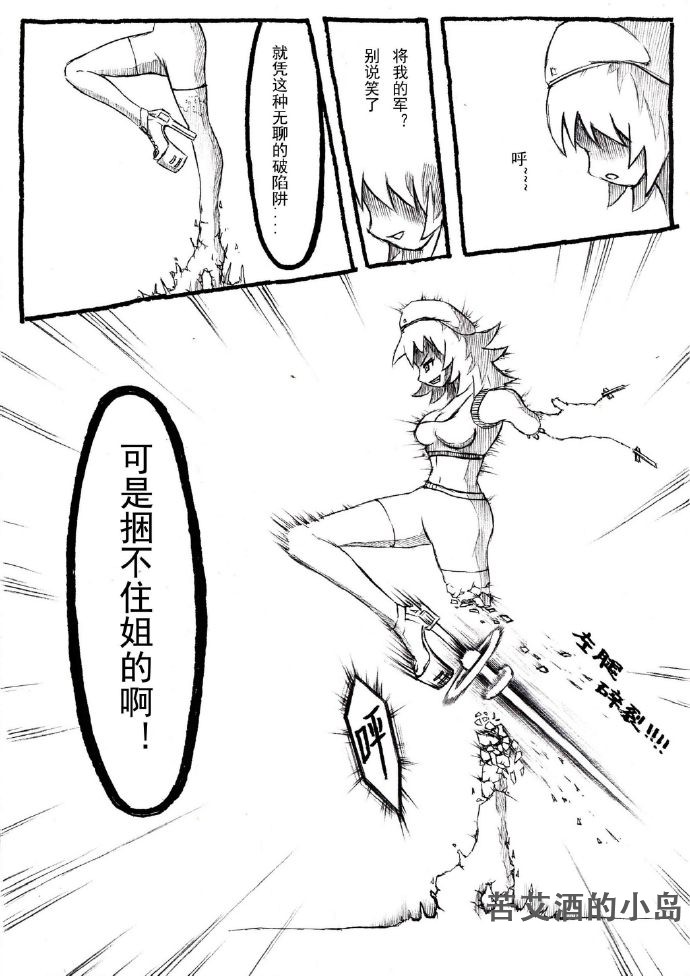 呼~~~
将我的军？
别说笑了
就凭这种无聊的破陷阱....
可是捆不住姐的啊！
左腿
碎裂!!!!
呼
苦艾酒的小岛